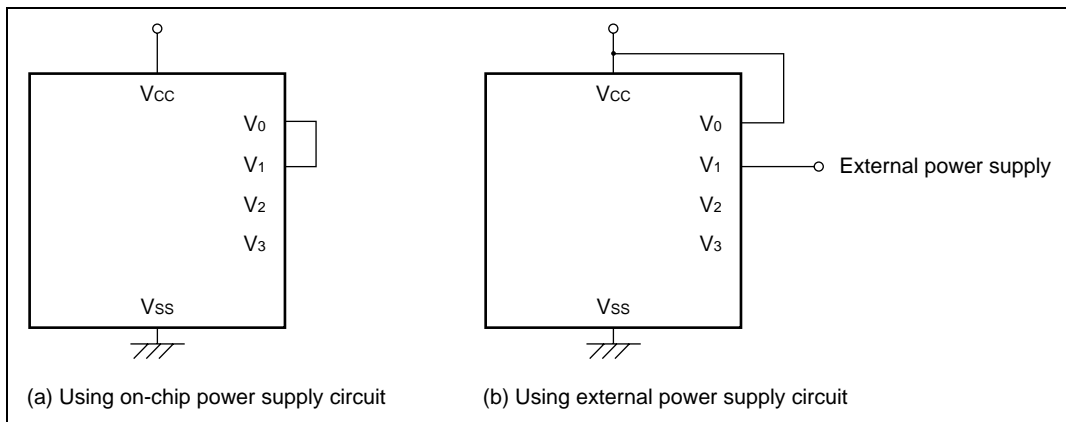 VCC
V0
V1
V2
V3
VSS
(a) Using on-chip power supply circuit
VCC
V0
V1
External power supply
V2
V3
VSS
(b) Using external power supply circuit